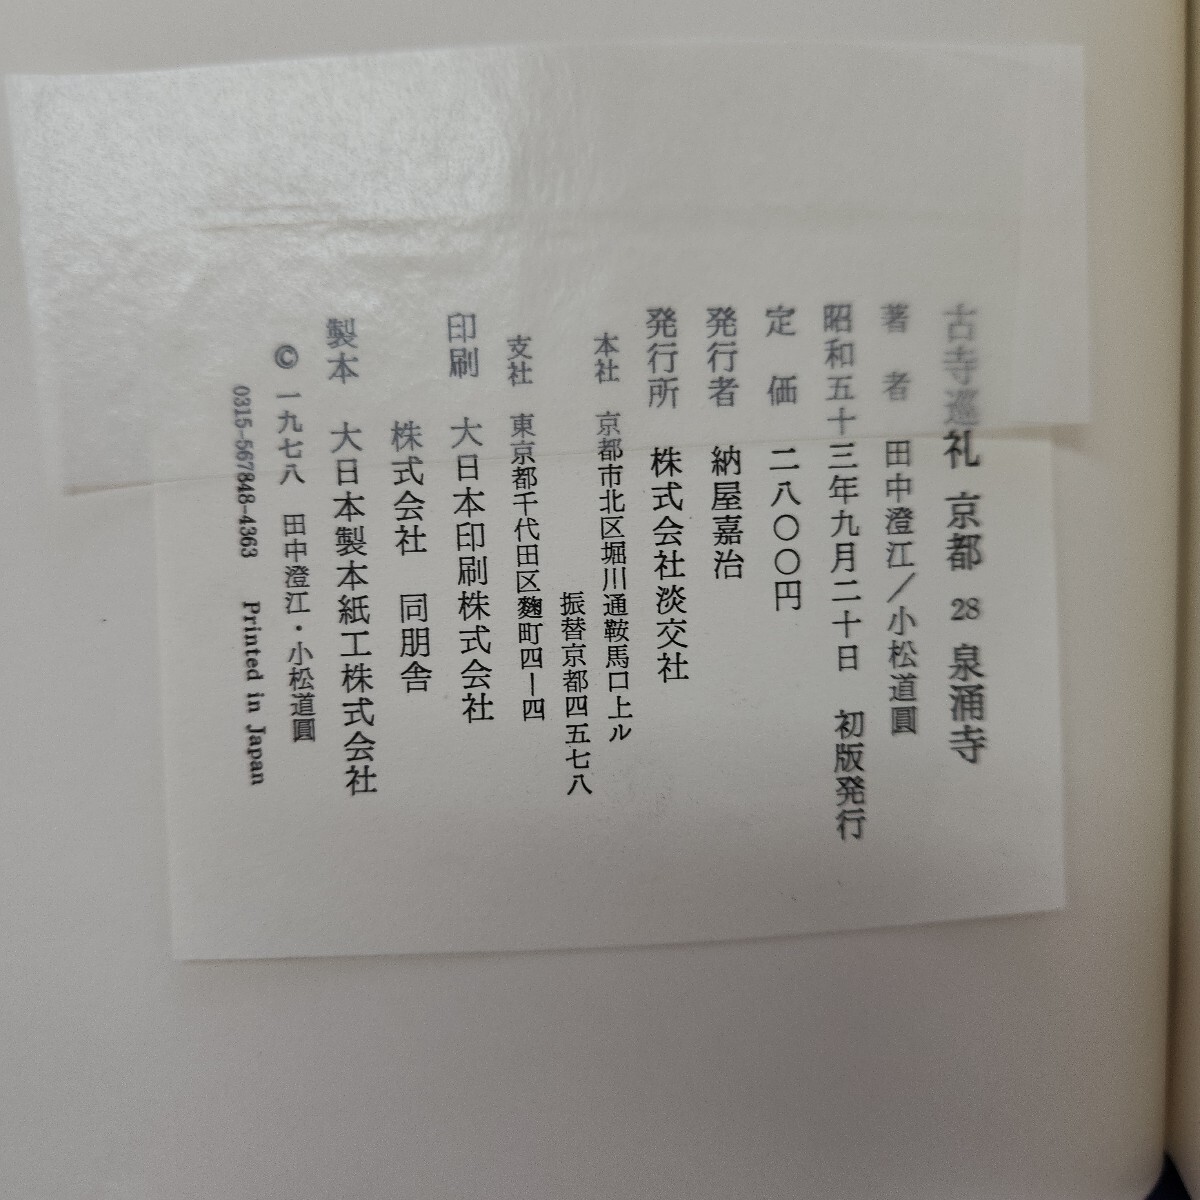 古寺巡礼 京都 28 泉涌寺
著者 田中澄江／小松道圓
昭和五十三年九月二十日 初版発行
定価 二八〇〇円
発行者 納屋嘉治
発行所 株式会社淡交社
本社 京都市北区堀川通鞍馬口上ル
振替京都四五七八
支社 東京都千代田区麴町四ー四
印刷 大日本印刷株式会社
株式会社 同朋舎
製本 大日本製本紙工株式会社
© 一九七八 田中澄江・小松道圓
0315-567848-4363 Printed in Japan